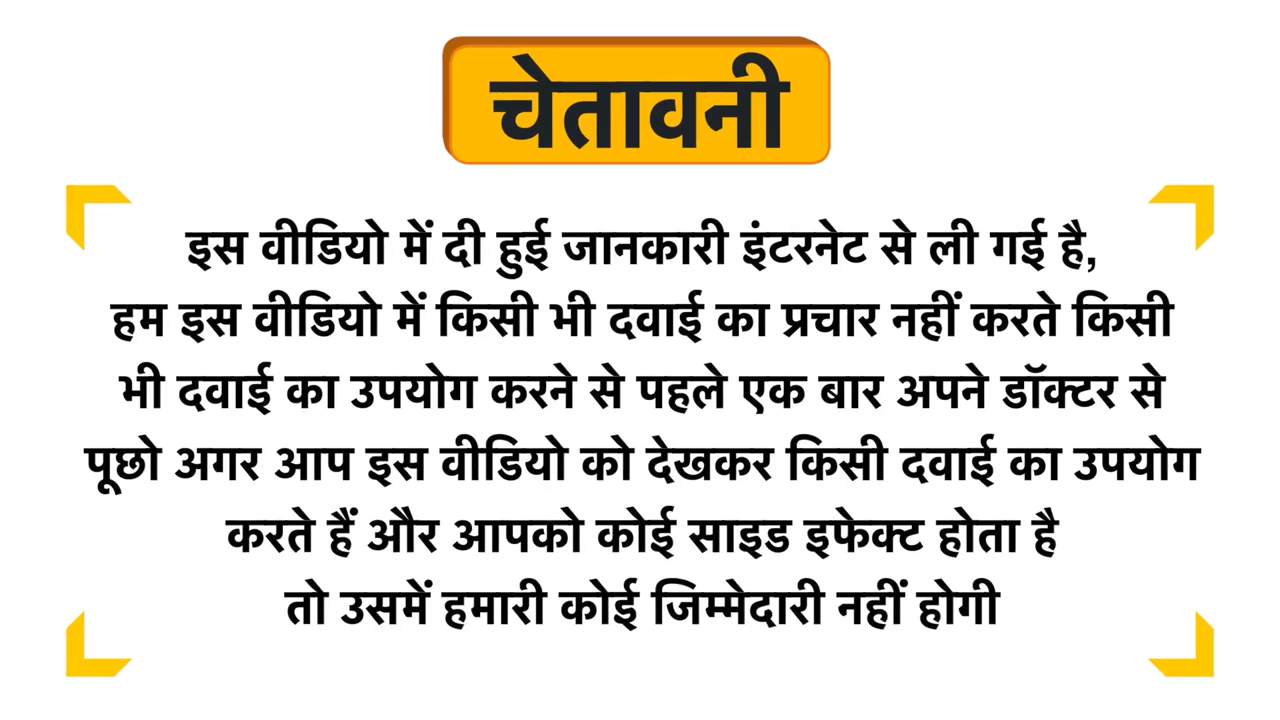 चेतावनी
इस वीडियो में दी हुई जानकारी इंटरनेट से ली गई है,
हम इस वीडियो में किसी भी दवाई का प्रचार नहीं करते किसी
भी दवाई का उपयोग करने से पहले एक बार अपने डॉक्टर से
पूछो अगर आप इस वीडियो को देखकर किसी दवाई का उपयोग
करते हैं और आपको कोई साइड इफेक्ट होता है
तो उसमें हमारी कोई जिम्मेदारी नहीं होगी